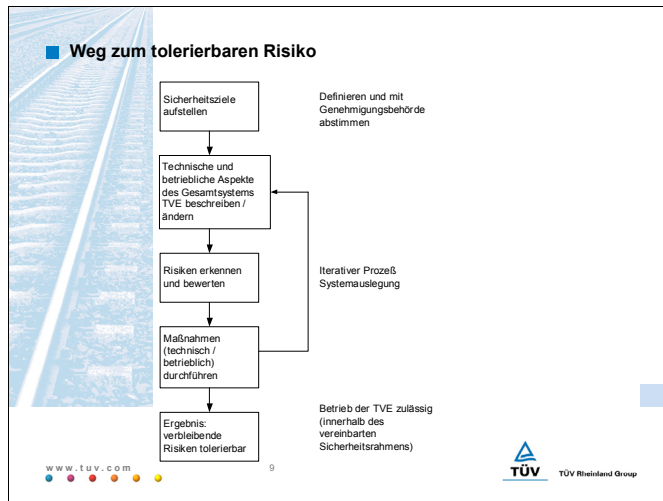 Weg zum tolerierbaren Risiko
Sicherheitsziele
aufstellen
Definieren und mit
Genehmigungsbehörde
abstimmen
Technische und
betriebliche Aspekte
des Gesamtsystems
TVE beschreiben /
ändern
Risiken erkennen
und bewerten
Iterativer Prozeß
Systemauslegung
Maßnahmen
(technisch /
betrieblich)
durchführen
Ergebnis:
verbleibende
Risiken tolerierbar
Betrieb der TVE zulässig
(innerhalb des
vereinbarten
Sicherheitsrahmens)
www.tuv.com
9
TÜV
TÜV Rheinland Group